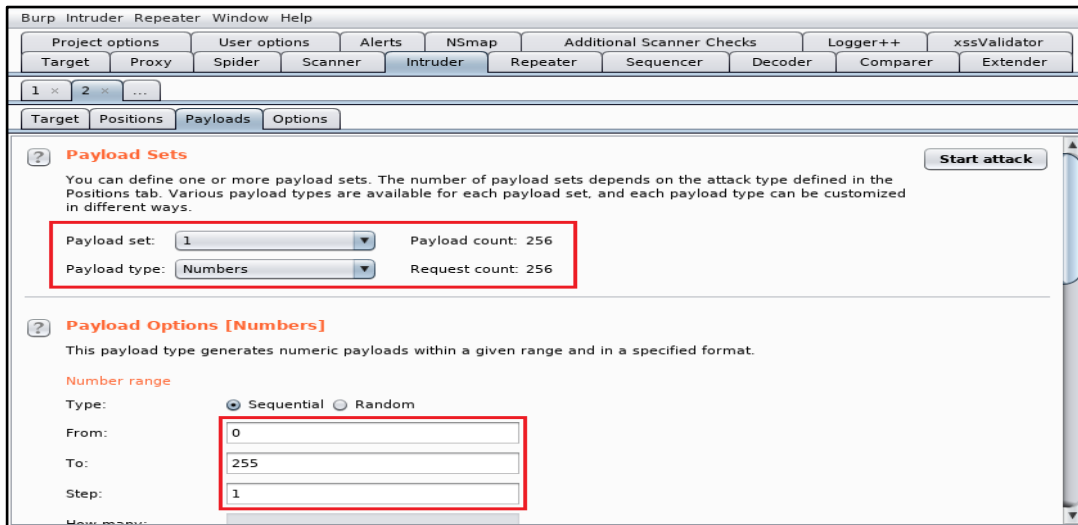 Burp Intruder Repeater Window Help
Project options User options Alerts NSmap Additional Scanner Checks Logger++ xssValidator
Target Proxy Spider Scanner Intruder Repeater Sequencer Decoder Comparer Extender
1 × 2 × ...
Target Positions Payloads Options
? Payload Sets Start attack
You can define one or more payload sets. The number of payload sets depends on the attack type defined in the
Positions tab. Various payload types are available for each payload set, and each payload type can be customized
in different ways.
Payload set: 1 Payload count: 256
Payload type: Numbers Request count: 256
? Payload Options [Numbers]
This payload type generates numeric payloads within a given range and in a specified format.
Number range
Type: Sequential Random
From: 0
To: 255
Step: 1
How many: